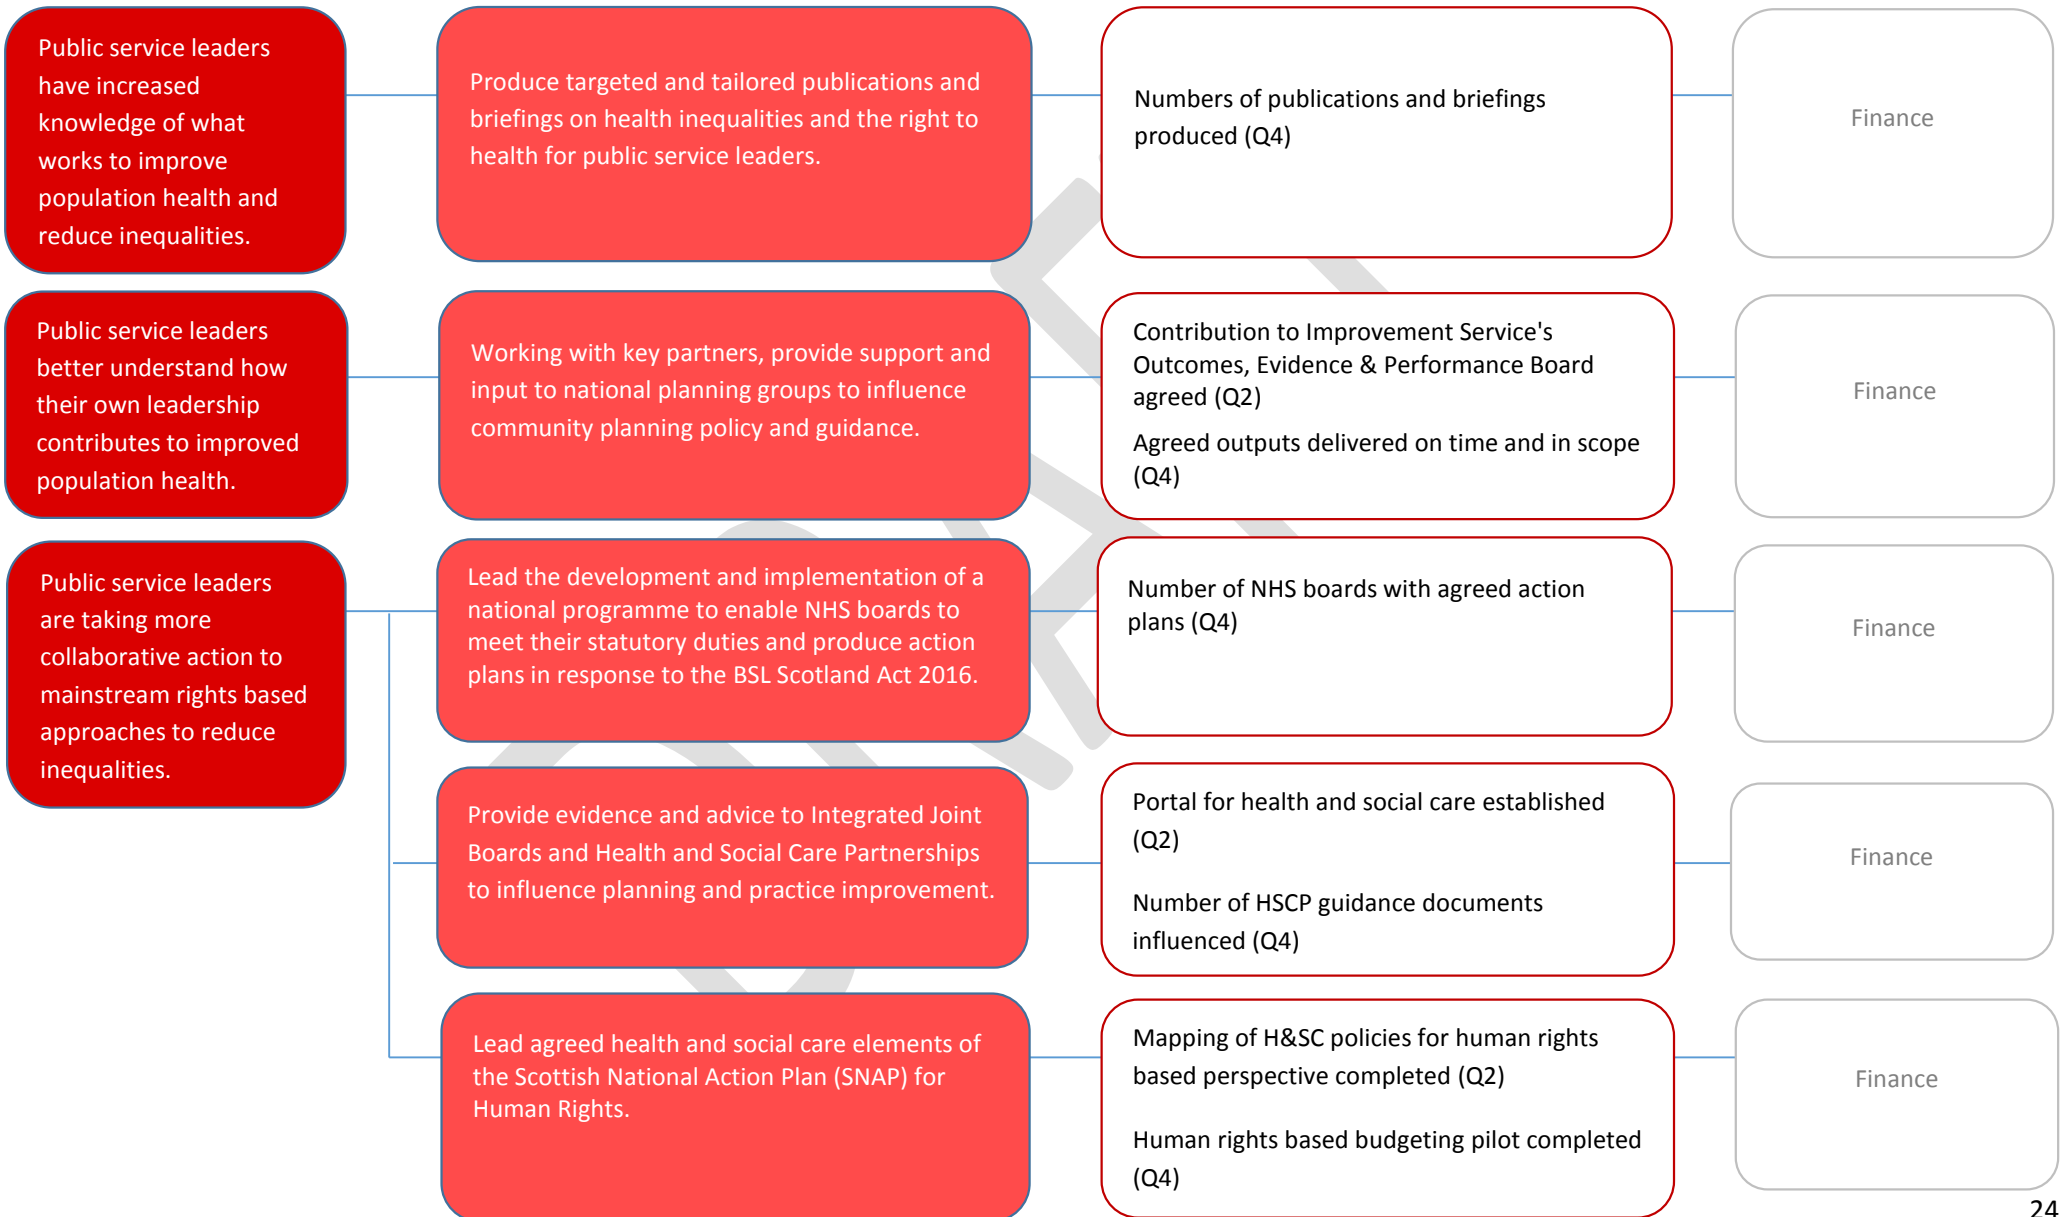 Public service leaders
have increased
knowledge of what
works to improve
population health and
reduce inequalities.
Produce targeted and tailored publications and
briefings on health inequalities and the right to
health for public service leaders.
Numbers of publications and briefings
produced (Q4)
Finance
Public service leaders
better understand how
their own leadership
contributes to improved
population health.
Working with key partners, provide support and
input to national planning groups to influence
community planning policy and guidance.
Contribution to Improvement Service's
Outcomes, Evidence & Performance Board
agreed (Q2)
Agreed outputs delivered on time and in scope
(Q4)
Finance
Public service leaders
are taking more
collaborative action to
mainstream rights based
approaches to reduce
inequalities.
Lead the development and implementation of a
national programme to enable NHS boards to
meet their statutory duties and produce action
plans in response to the BSL Scotland Act 2016.
Number of NHS boards with agreed action
plans (Q4)
Finance
Provide evidence and advice to Integrated Joint
Boards and Health and Social Care Partnerships
to influence planning and practice improvement.
Portal for health and social care established
(Q2)
Number of HSCP guidance documents
influenced (Q4)
Finance
Lead agreed health and social care elements of
the Scottish National Action Plan (SNAP) for
Human Rights.
Mapping of H&SC policies for human rights
based perspective completed (Q2)
Human rights based budgeting pilot completed
(Q4)
Finance
24
DRAFT